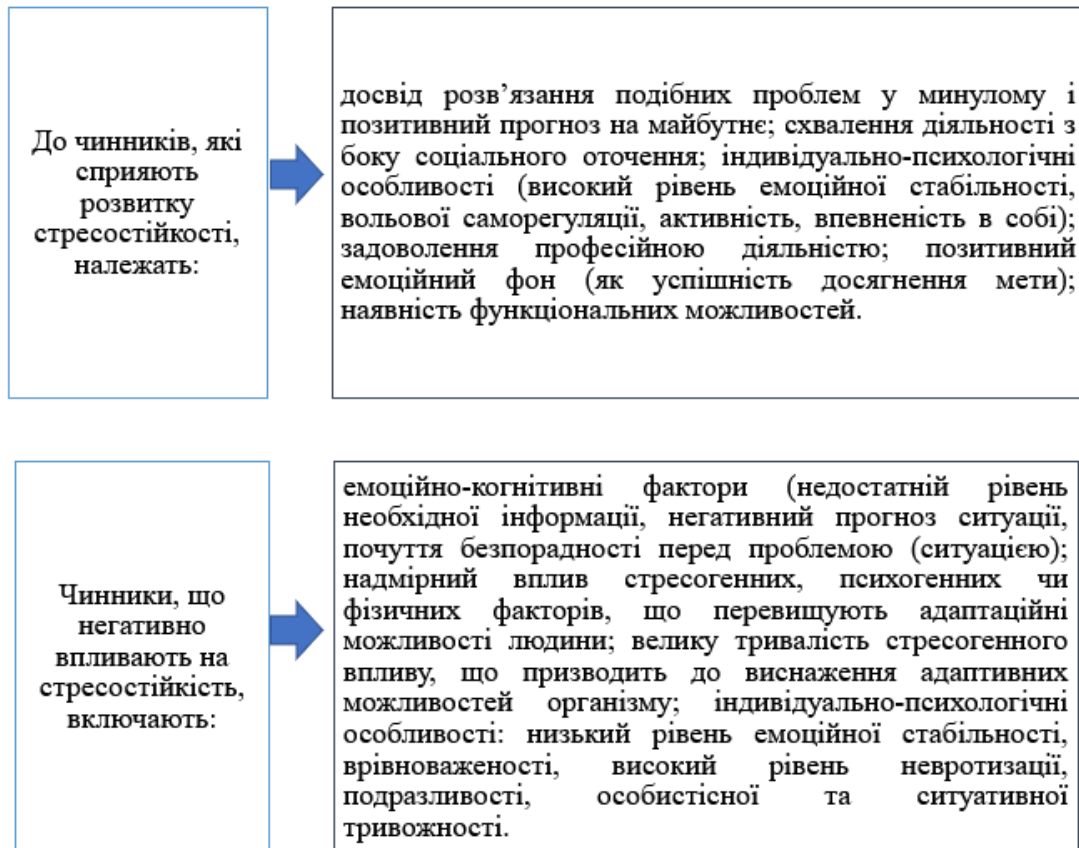 До чинників, які
сприяють
розвитку
стресостійкості,
належать:
досвід розв’язання подібних проблем у минулому і
позитивний прогноз на майбутнє; схвалення діяльності з
боку соціального оточення; індивідуально-психологічні
особливості (високий рівень емоційної стабільності,
вольової саморегуляції, активність, впевненість в собі);
задоволення професійною діяльністю; позитивний
емоційний фон (як успішність досягнення мети);
наявність функціональних можливостей.
Чинники, що
негативно
впливають на
стресостійкість,
включають:
емоційно-когнітивні фактори (недостатній рівень
необхідної інформації, негативний прогноз ситуації,
почуття безпорадності перед проблемою (ситуацією);
надмірний вплив стресогенних, психогенних чи
фізичних факторів, що перевищують адаптаційні
можливості людини; велику тривалість стресогенного
впливу, що призводить до виснаження адаптивних
можливостей організму; індивідуально-психологічні
особливості: низький рівень емоційної стабільності,
врівноваженості, високий рівень невротизації,
подразливості, особистісної та ситуативної
тривожності.